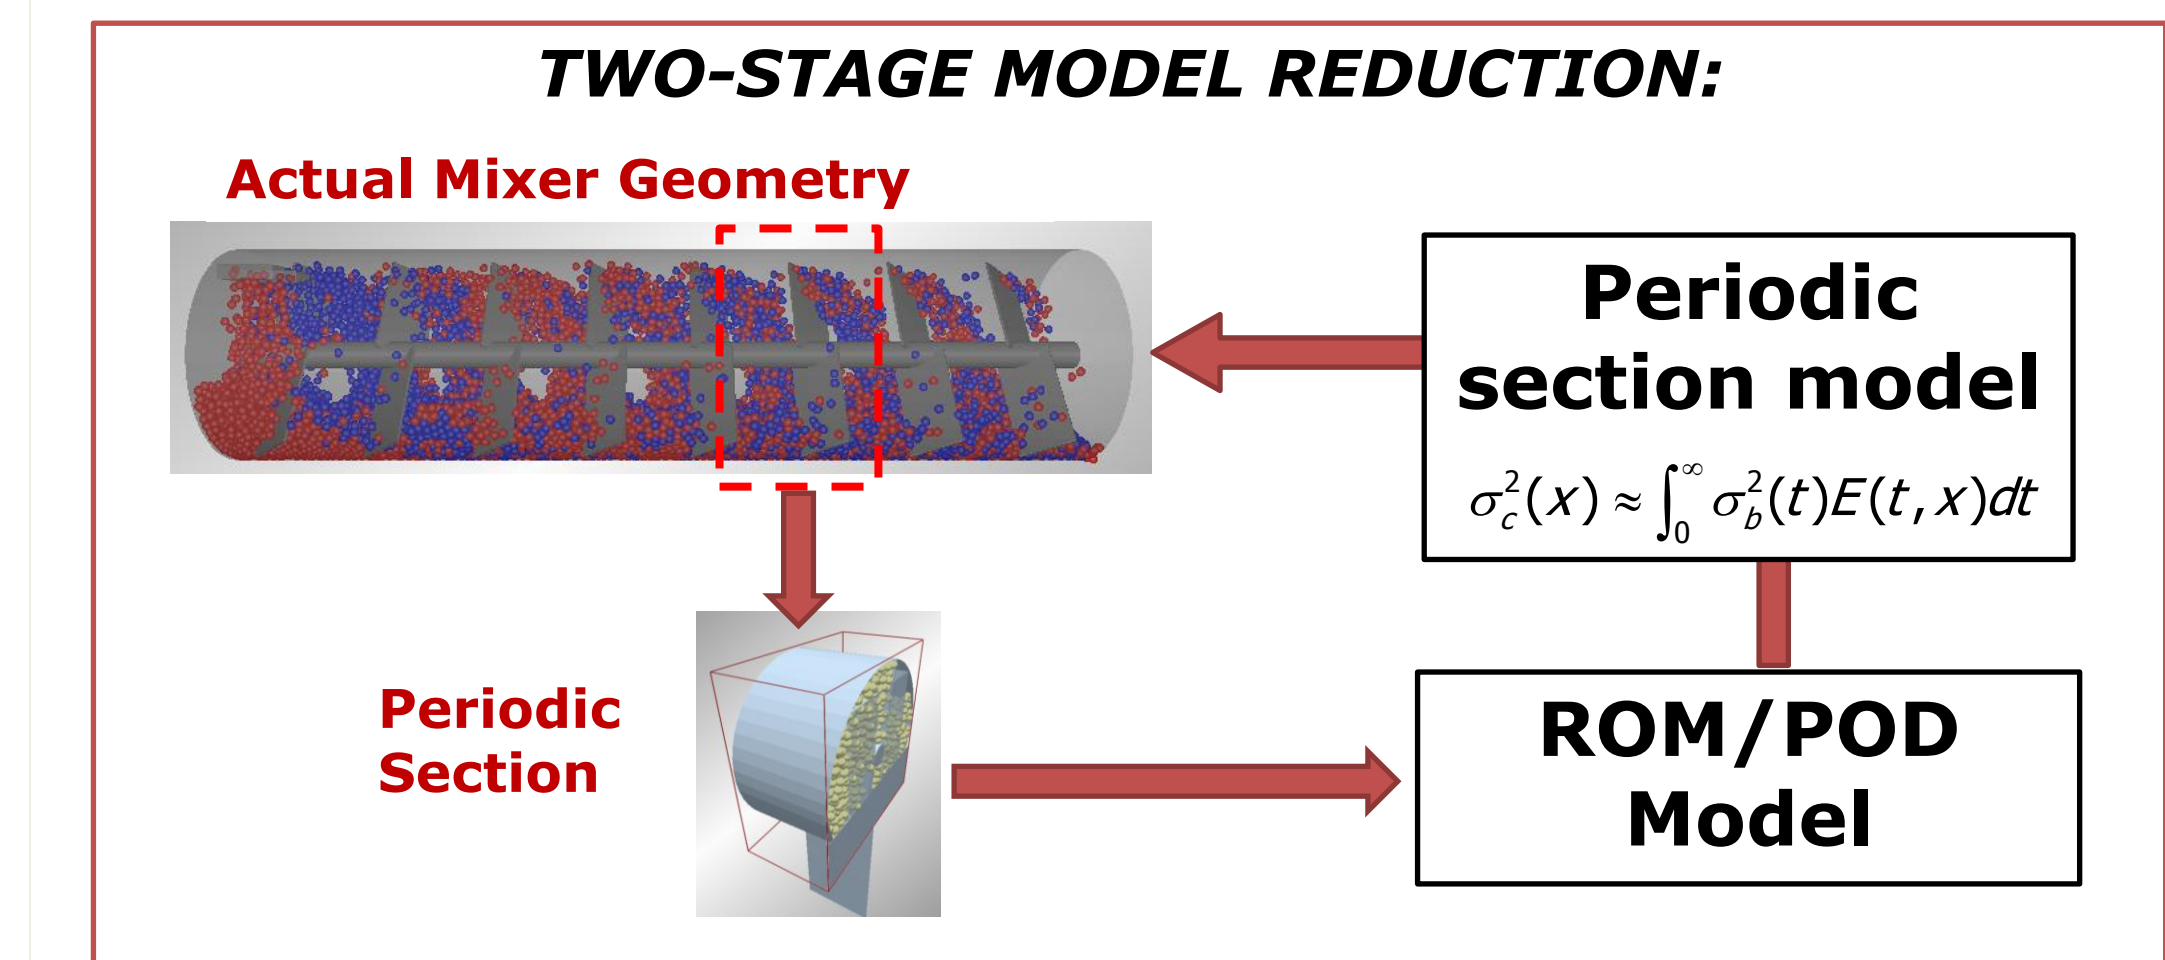 TWO-STAGE MODEL REDUCTION:
Actual Mixer Geometry
Periodic
section model
σ_c^2(x) ≈ ∫_0^∞ σ_b^2(t)E(t,x)dt
Periodic
Section
ROM/POD
Model